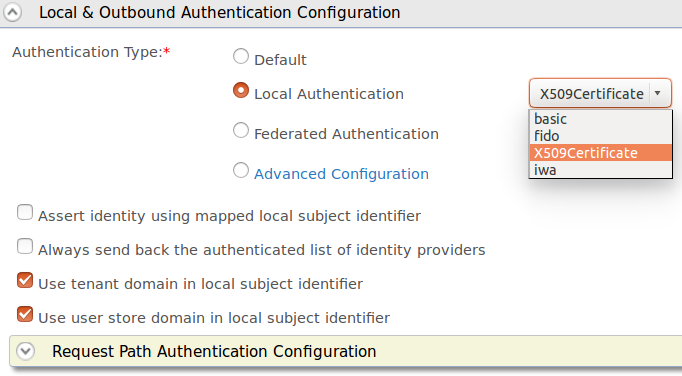 Local & Outbound Authentication Configuration
Authentication Type:*
Default
Local Authentication
X509Certificate
basic
fido
X509Certificate
iwa
Federated Authentication
Advanced Configuration
Assert identity using mapped local subject identifier
Always send back the authenticated list of identity providers
Use tenant domain in local subject identifier
Use user store domain in local subject identifier
Request Path Authentication Configuration